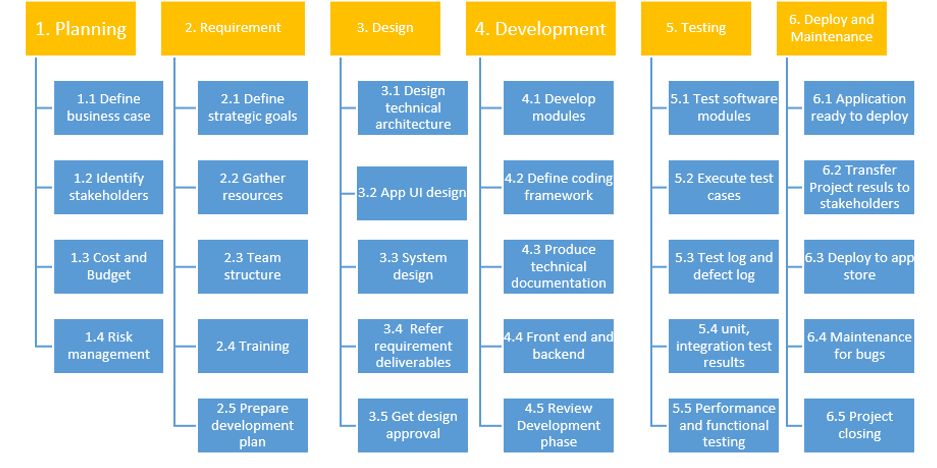 1. Planning
1.1 Define
business case
1.2 Identify
stakeholders
1.3 Cost and
Budget
1.4 Risk
management
2. Requirement
2.1 Define
strategic goals
2.2 Gather
resources
2.3 Team
structure
2.4 Training
2.5 Prepare
development
plan
3. Design
3.1 Design
technical
architecture
3.2 App UI design
3.3 System
design
3.4 Refer
requirement
deliverables
3.5 Get design
approval
4. Development
4.1 Develop
modules
4.2 Define coding
framework
4.3 Produce
technical
documentation
4.4 Front end and
backend
4.5 Review
Development
phase
5. Testing
5.1 Test software
modules
5.2 Execute test
cases
5.3 Test log and
defect log
5.4 unit,
integration test
results
5.5 Performance
and functional
testing
6. Deploy and
Maintenance
6.1 Application
ready to deploy
6.2 Transfer
Project resuls to
stakeholders
6.3 Deploy to app
store
6.4 Maintenance
for bugs
6.5 Project
closing